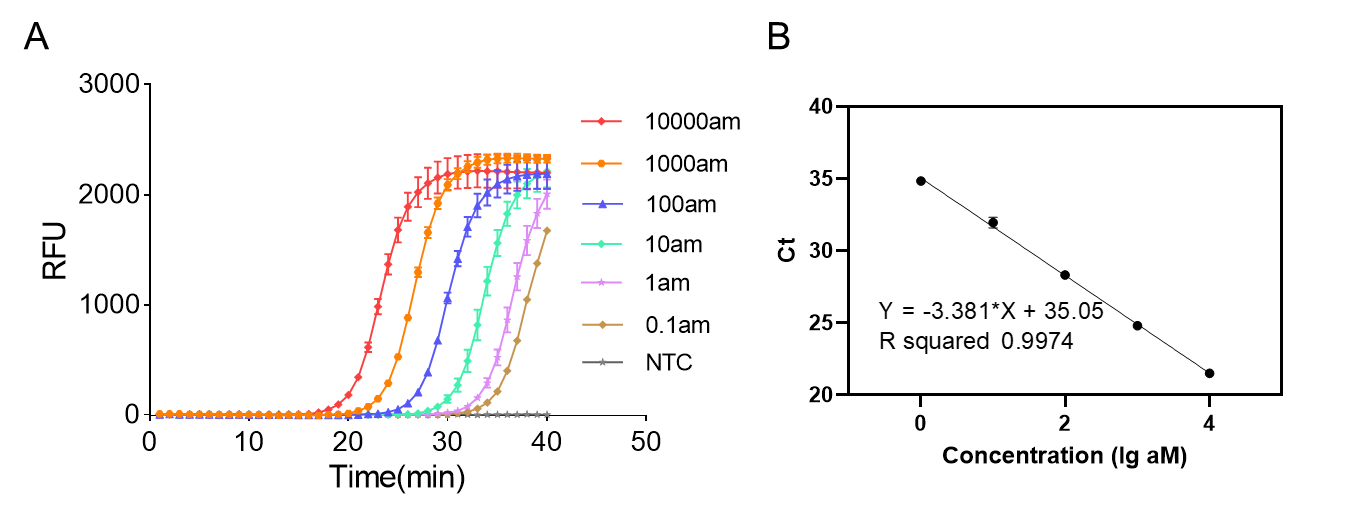 A
3000
2000
1000
0
RFU
0
10
20
30
40
50
Time(min)
10000am
1000am
100am
10am
1am
0.1am
NTC
B
40
35
30
25
20
Ct
Y = -3.381*X + 35.05
R squared 0.9974
0
2
4
Concentration (lg aM)